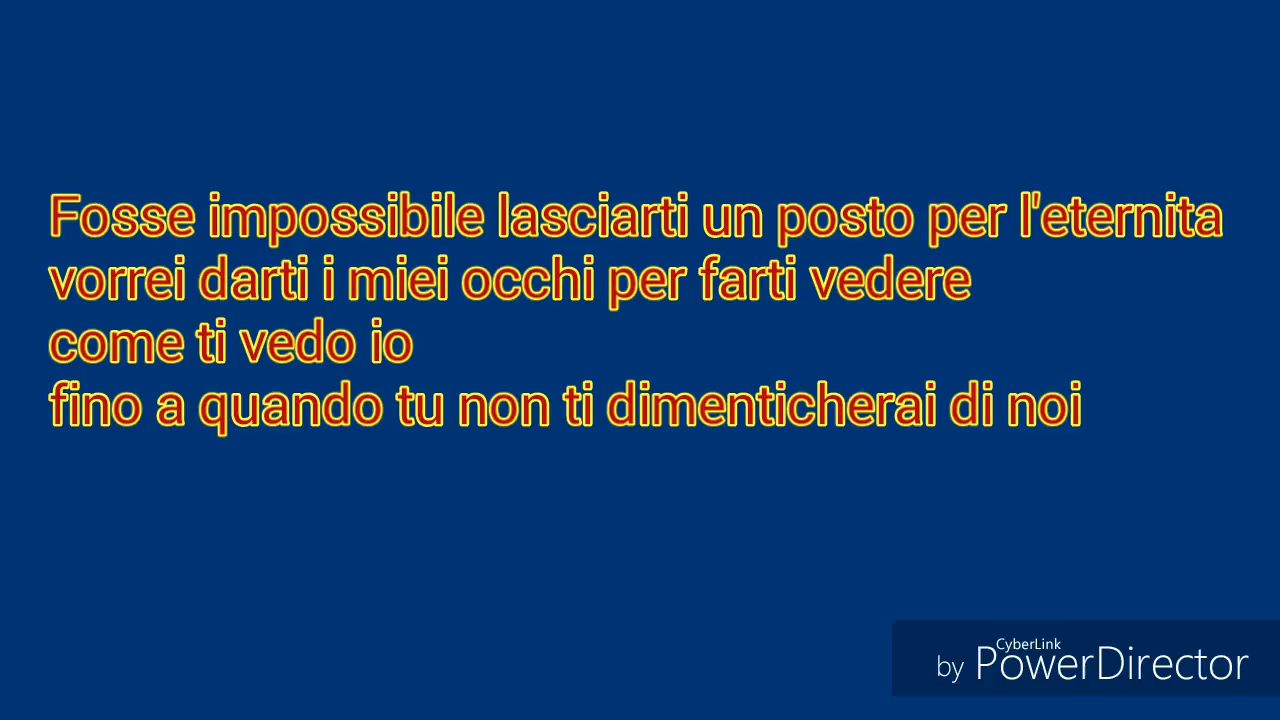 Fosse impossibile lasciarti un posto per l'eternita
vorrei darti i miei occhi per farti vedere
come ti vedo io
fino a quando tu non ti dimenticherai di noi
CyberLink
by PowerDirector